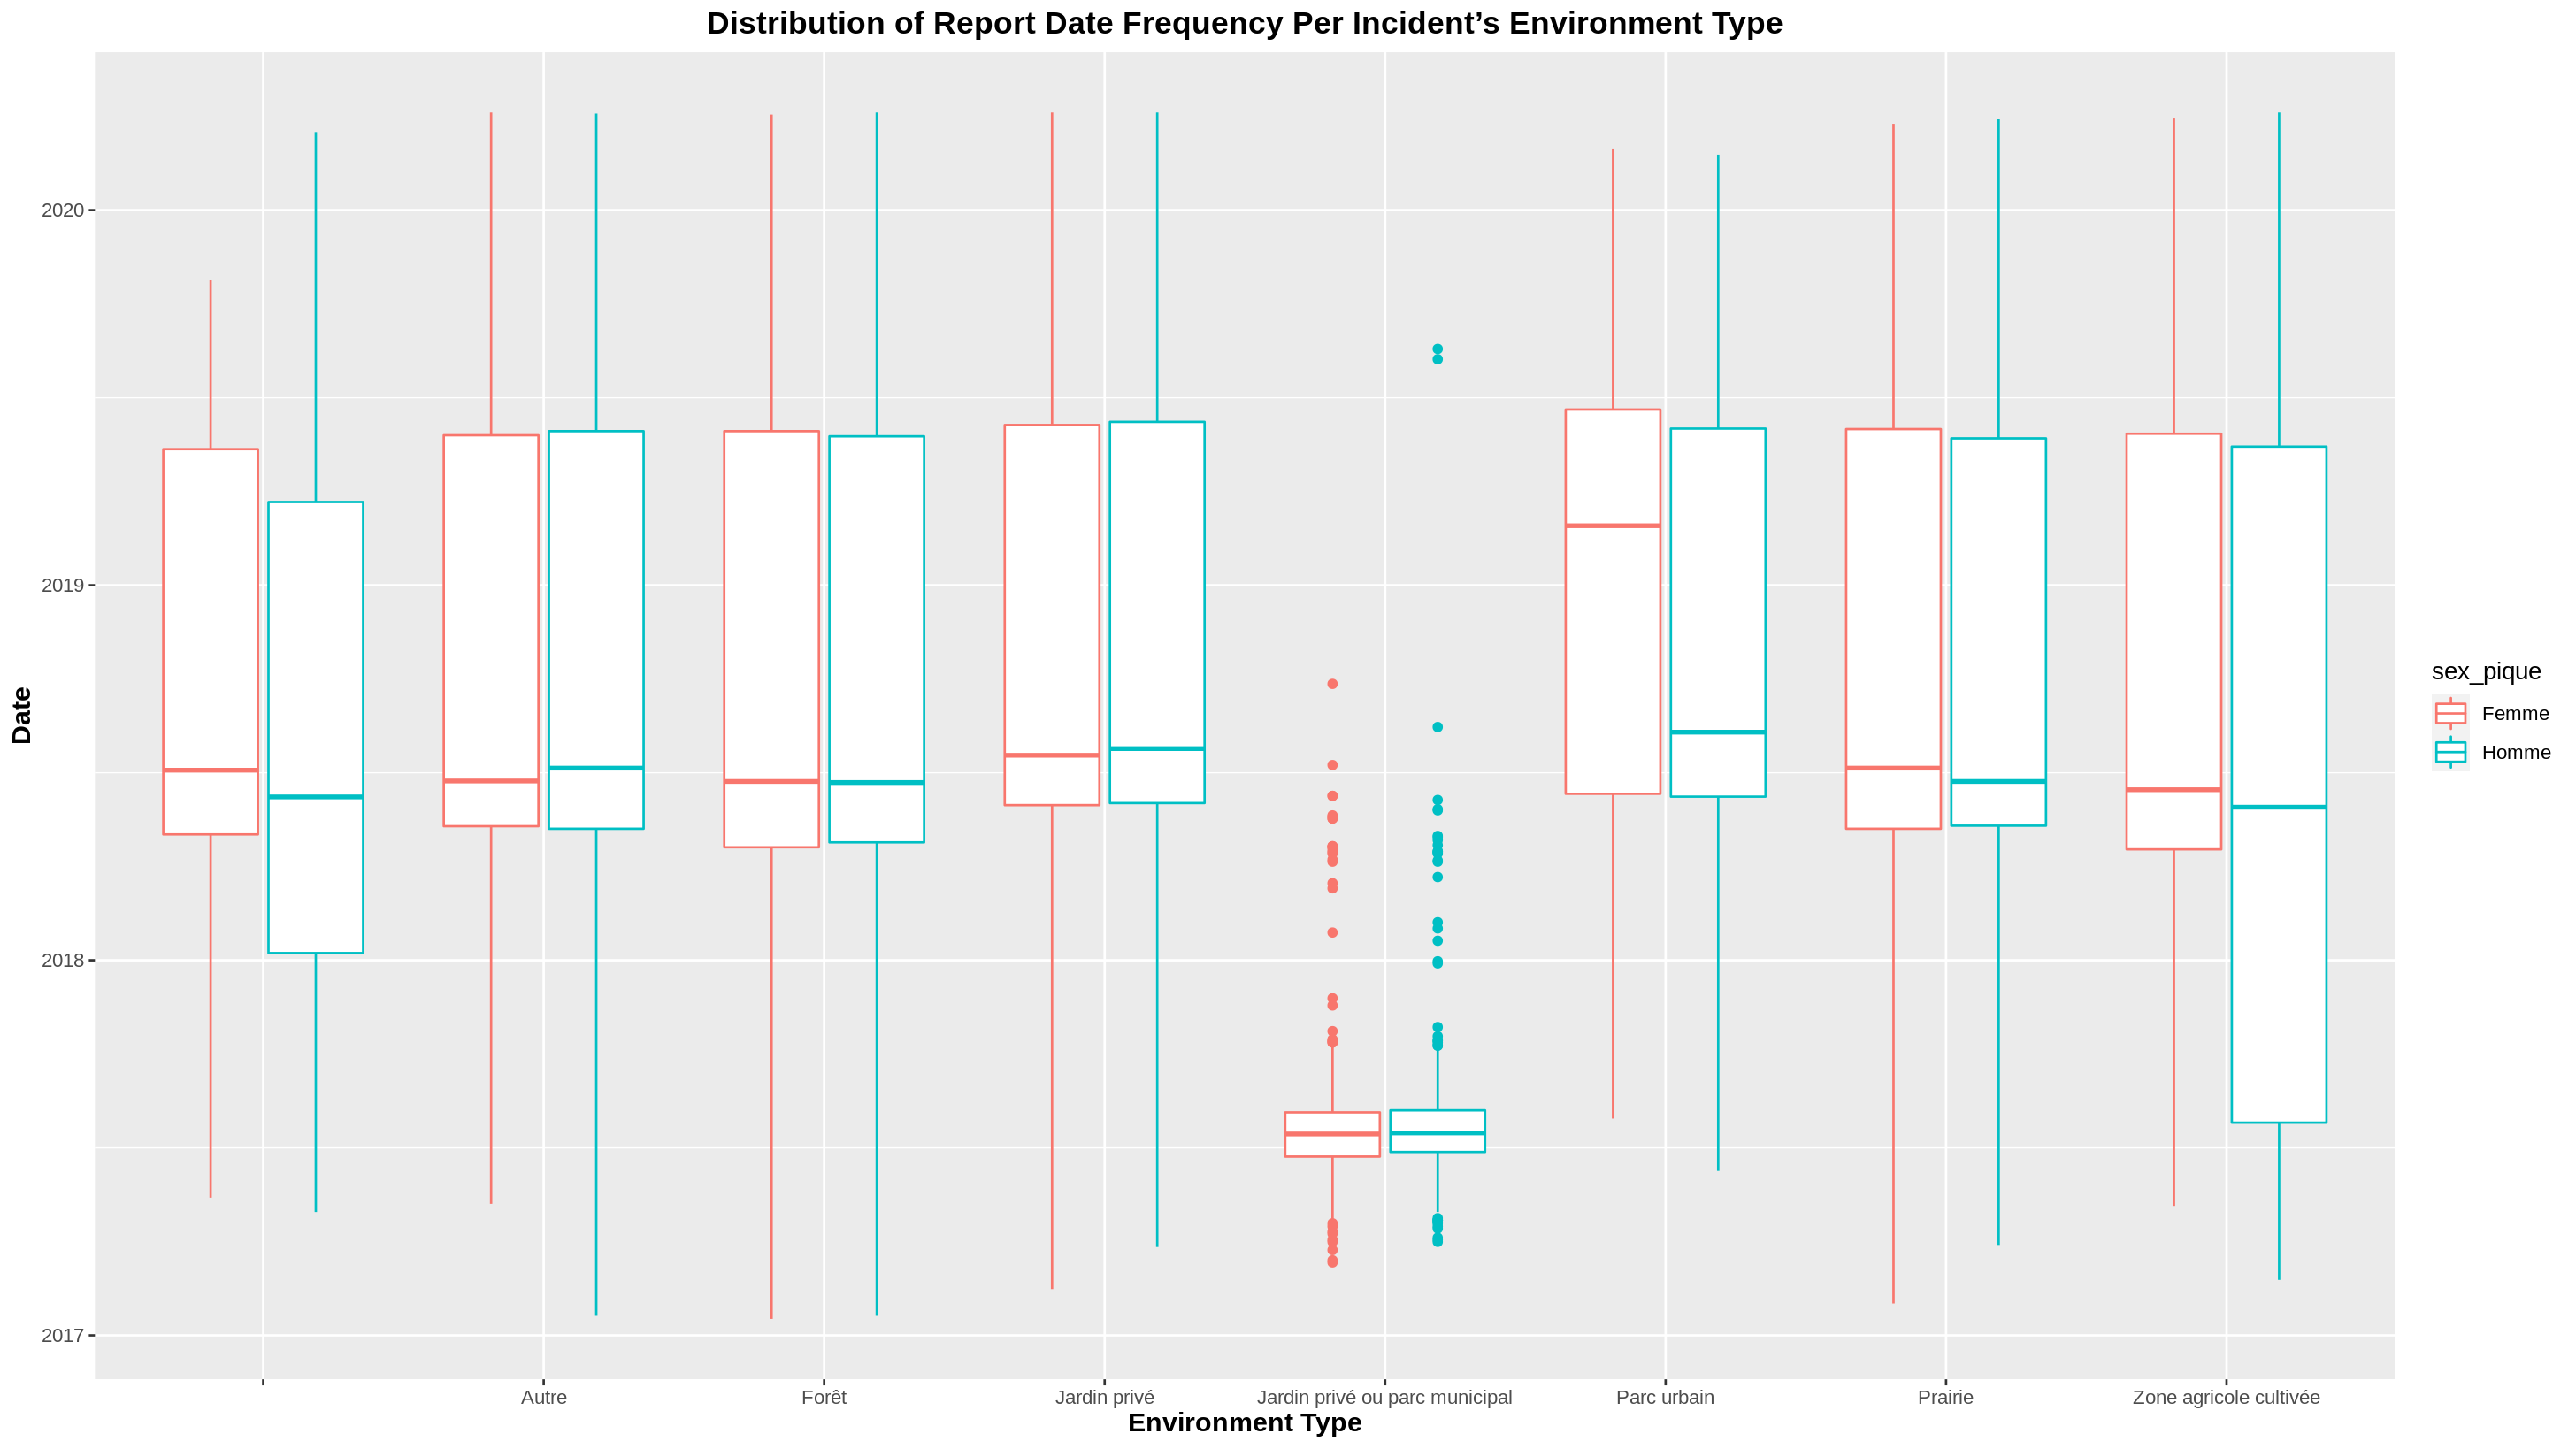 Distribution of Report Date Frequency Per Incident’s Environment Type
Date
2020
2019
2018
2017
Autre
Forêt
Jardin privé
Jardin privé ou parc municipal
Parc urbain
Prairie
Zone agricole cultivée
Environment Type
sex_pique
Femme
Homme